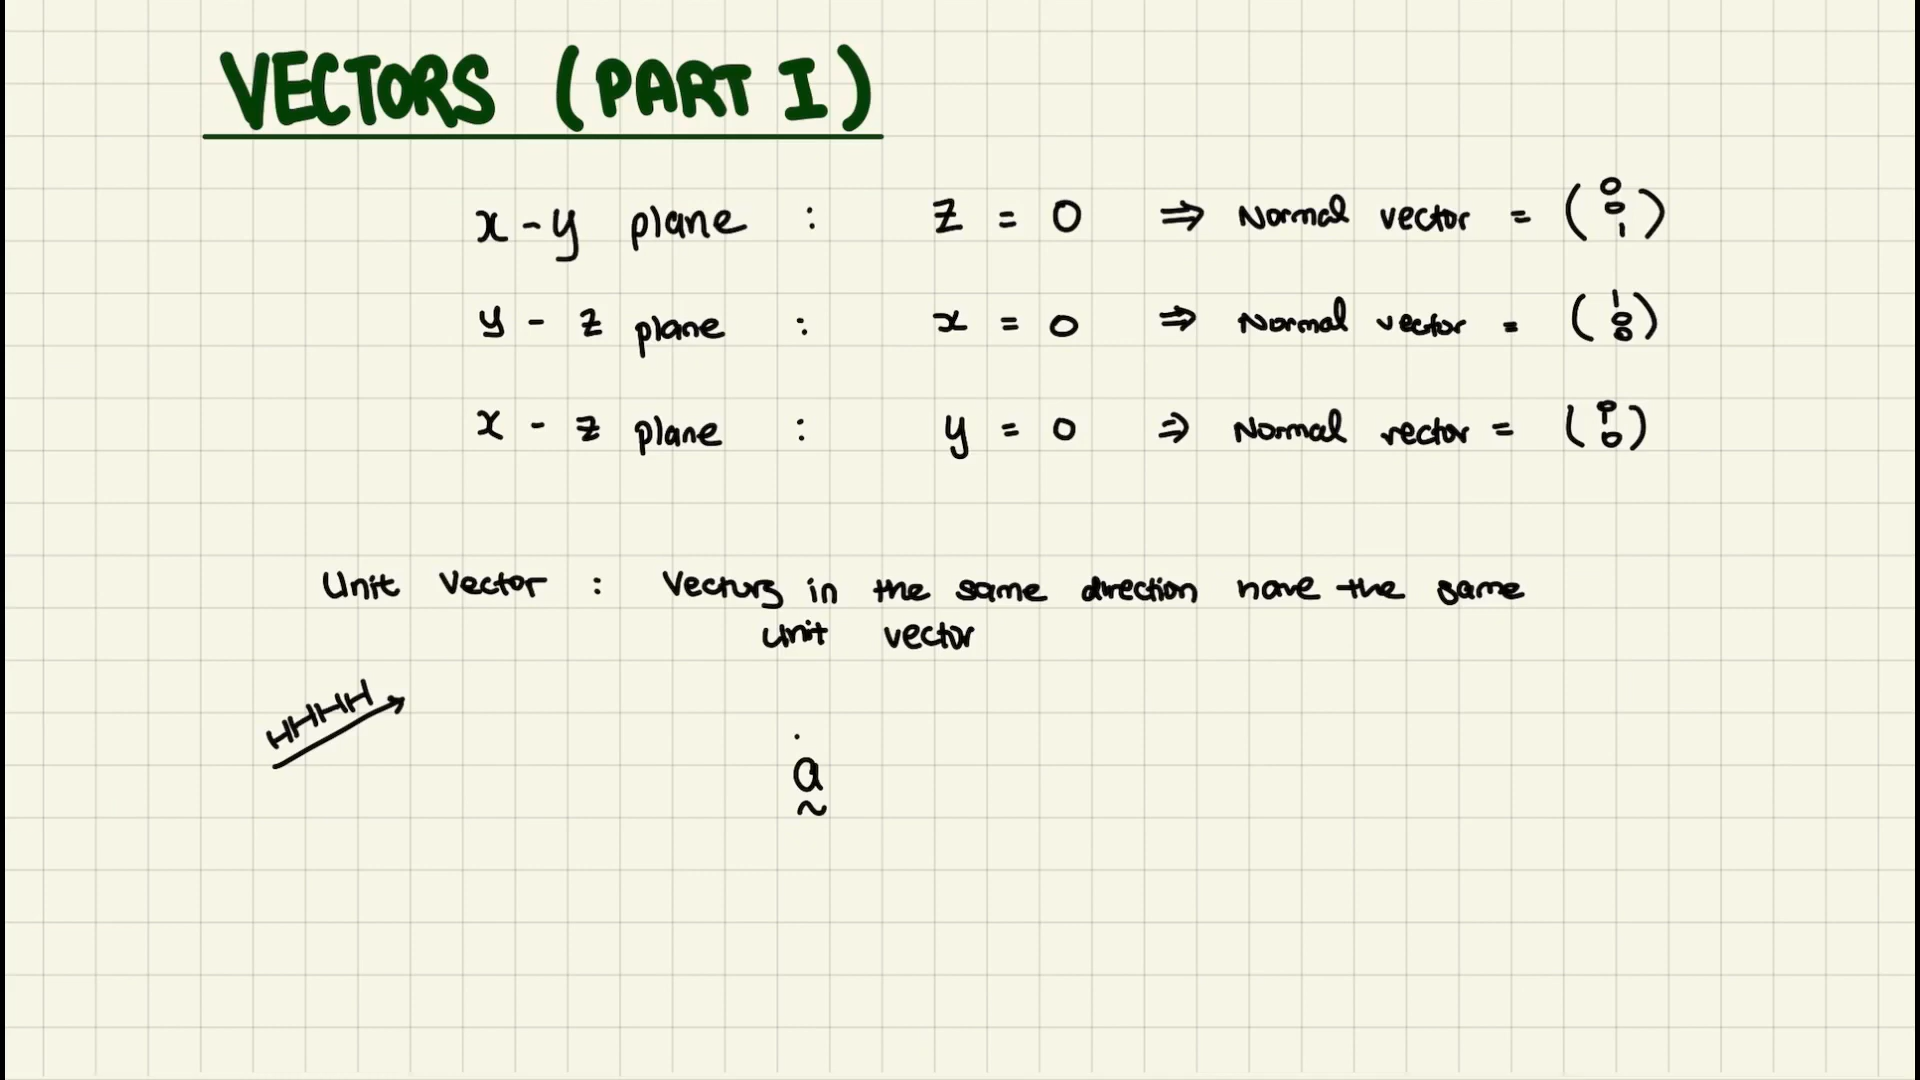 VECTORS (PART I)
x - y plane : z = 0 ⇒ Normal vector = (0 0 1)
y - z plane : x = 0 ⇒ Normal vector = (1 0 0)
x - z plane : y = 0 ⇒ Normal vector = (0 1 0)
Unit Vector : Vectors in the same direction have the same
unit vector
a
~